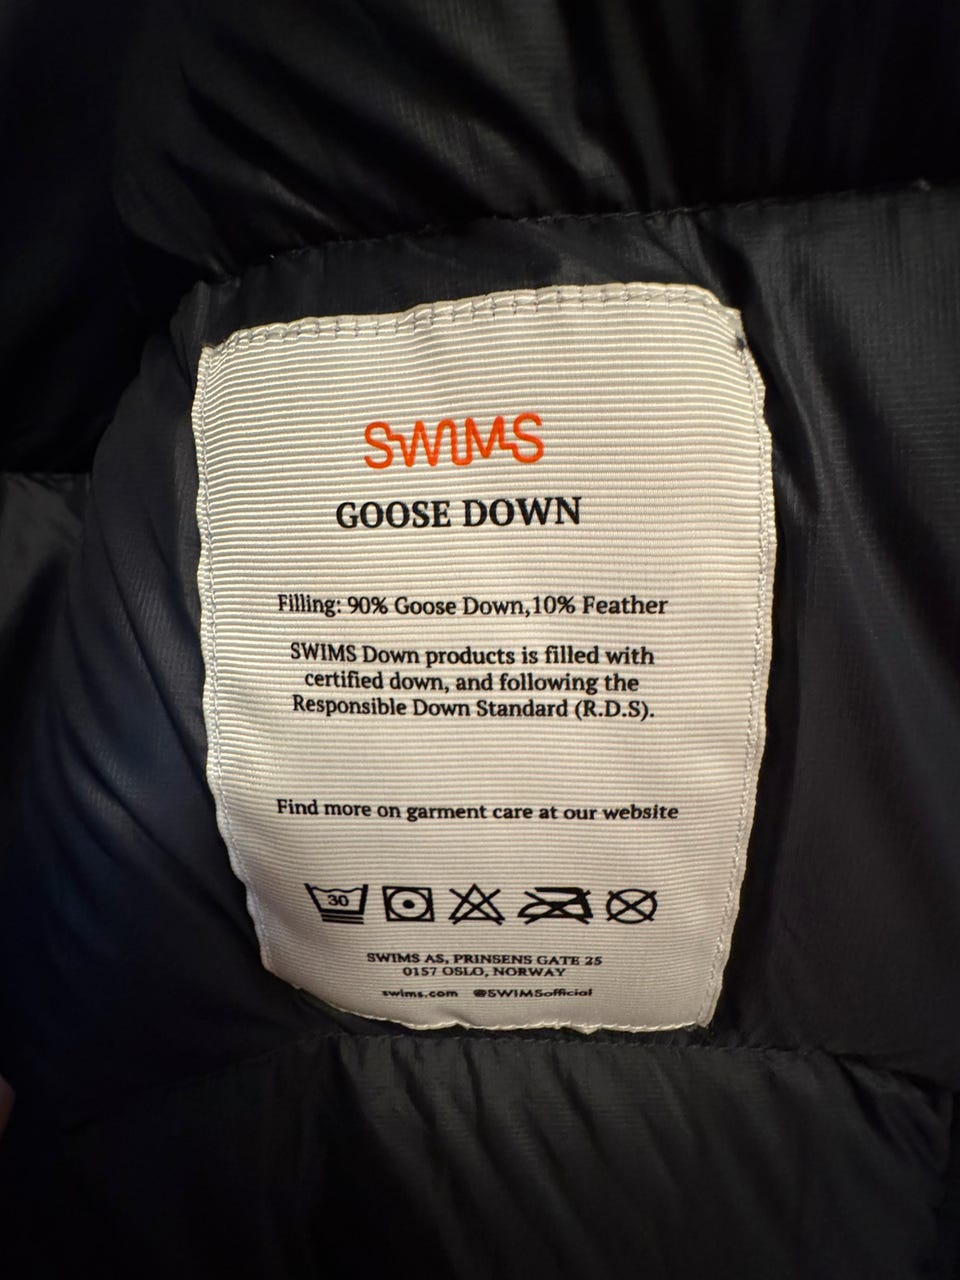 SWIMS
GOOSE DOWN
Filling: 90% Goose Down,10% Feather
SWIMS Down products is filled with
certified down, and following the
Responsible Down Standard (R.D.S).
Find more on garment care at our website
30
SWIMS AS, PRINSENS GATE 25
0157 OSLO, NORWAY
swims.com @SWIMSofficial